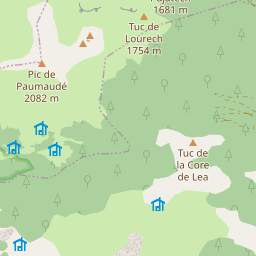 1681 m
Tuc de
Lourech
1754 m
Pic de
Paumaudé
2082 m
Tuc de
la Core
de Lea